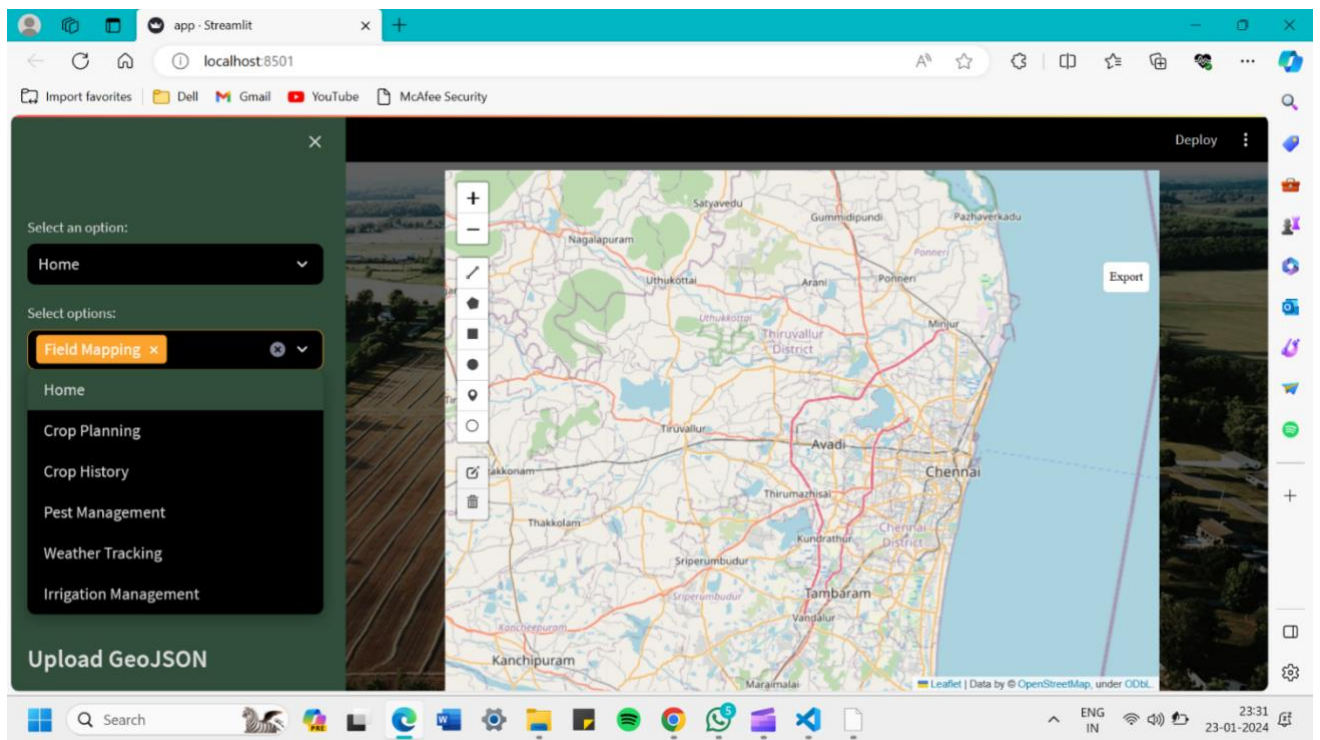 app · Streamlit
localhost:8501
Import favorites Dell Gmail YouTube McAfee Security
Deploy
Select an option:
Home
Select options:
Field Mapping ×
Home
Crop Planning
Crop History
Pest Management
Weather Tracking
Irrigation Management
Upload GeoJSON
+
−
Export
Satyavedu
Gummidipundi
Pazhaverkadu
Nagalapuram
Ponneri
Uthukottai
Arani
Ponneri
Uthukkottai
Minjur
Thiruvallur
District
Tiruvallur
Avadi
Chennai
akkonam
Thirumazhisai
Thakkolam
Chennai
District
Kundrathur
Sriperumbudur
Sriperumbudur
Tambaram
Vandalur
Kancheepuram
Kanchipuram
Maraimalai
Leaflet | Data by © OpenStreetMap, under ODbL.
Search
PRE
5
ENG
IN
23:31
23-01-2024